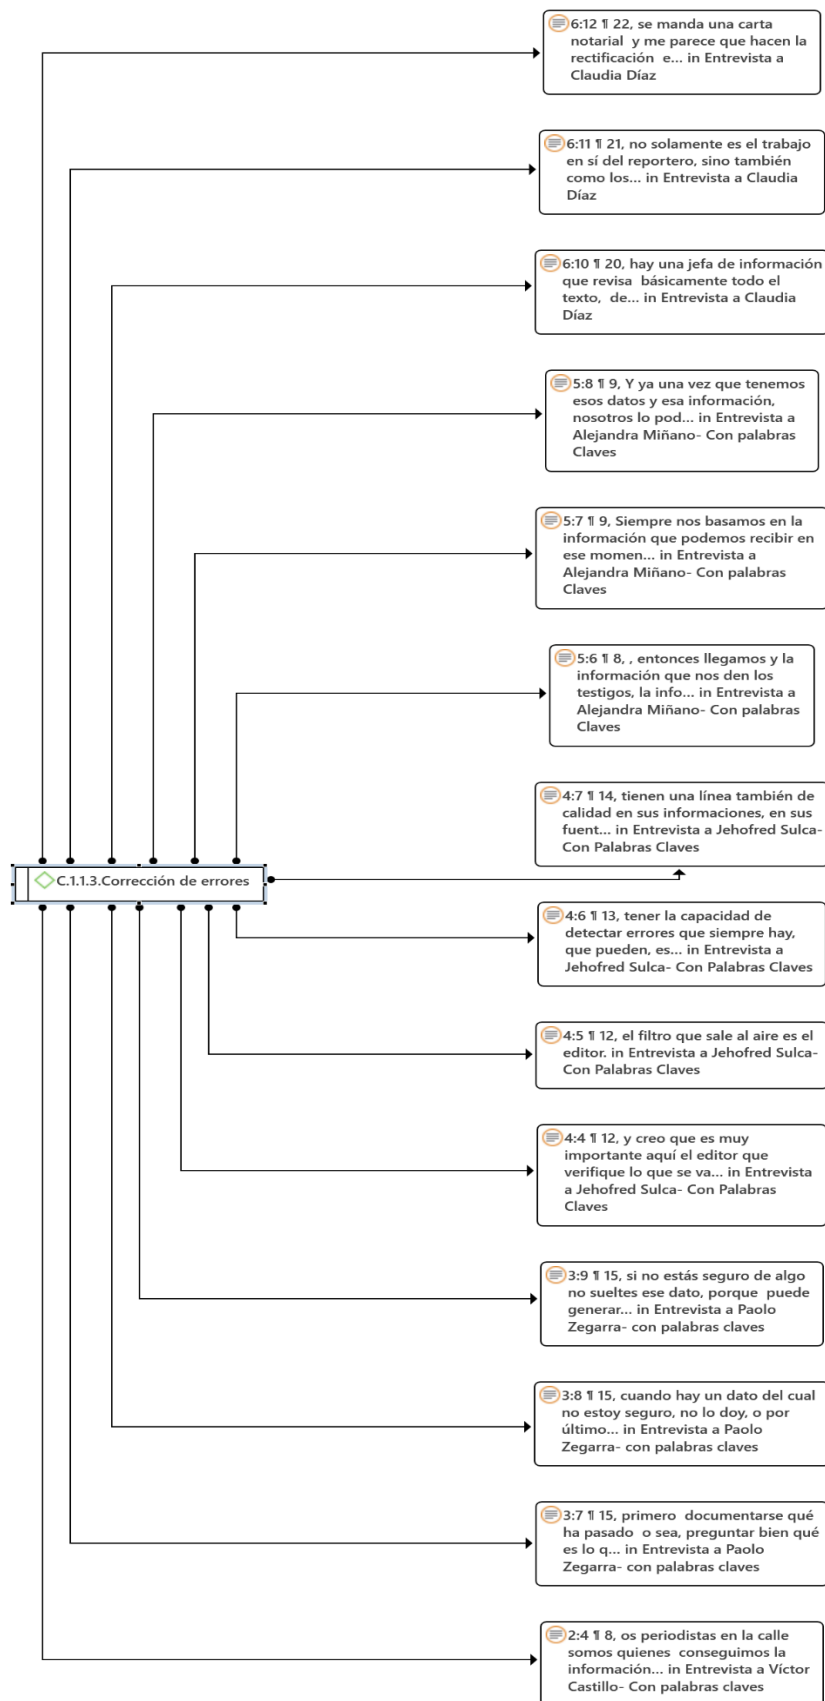 6:12 ¶ 22, se manda una carta
notarial y me parece que hacen la
rectificación e... in Entrevista a
Claudia Díaz
6:11 ¶ 21, no solamente es el trabajo
en sí del reportero, sino también
como los... in Entrevista a Claudia
Díaz
6:10 ¶ 20, hay una jefa de información
que revisa básicamente todo el
texto, de... in Entrevista a Claudia
Díaz
5:8 ¶ 9, Y ya una vez que tenemos
esos datos y esa información,
nosotros lo pod... in Entrevista a
Alejandra Miñano- Con palabras
Claves
5:7 ¶ 9, Siempre nos basamos en la
información que podemos recibir en
ese momen... in Entrevista a
Alejandra Miñano- Con palabras
Claves
5:6 ¶ 8, , entonces llegamos y la
información que nos den los
testigos, la info... in Entrevista a
Alejandra Miñano- Con palabras
Claves
4:7 ¶ 14, tienen una línea también de
calidad en sus informaciones, en sus
fuent... in Entrevista a Jehofred Sulca-
Con Palabras Claves
C.1.1.3.Corrección de errores
4:6 ¶ 13, tener la capacidad de
detectar errores que siempre hay,
que pueden, es... in Entrevista a
Jehofred Sulca- Con Palabras Claves
4:5 ¶ 12, el filtro que sale al aire es el
editor. in Entrevista a Jehofred Sulca-
Con Palabras Claves
4:4 ¶ 12, y creo que es muy
importante aquí el editor que
verifique lo que se va... in Entrevista
a Jehofred Sulca- Con Palabras
Claves
3:9 ¶ 15, si no estás seguro de algo
no sueltes ese dato, porque puede
generar... in Entrevista a Paolo
Zegarra- con palabras claves
3:8 ¶ 15, cuando hay un dato del cual
no estoy seguro, no lo doy, o por
último... in Entrevista a Paolo
Zegarra- con palabras claves
3:7 ¶ 15, primero documentarse qué
ha pasado o sea, preguntar bien qué
es lo q... in Entrevista a Paolo
Zegarra- con palabras claves
2:4 ¶ 8, os periodistas en la calle
somos quienes conseguimos la
información... in Entrevista a Víctor
Castillo- Con palabras claves